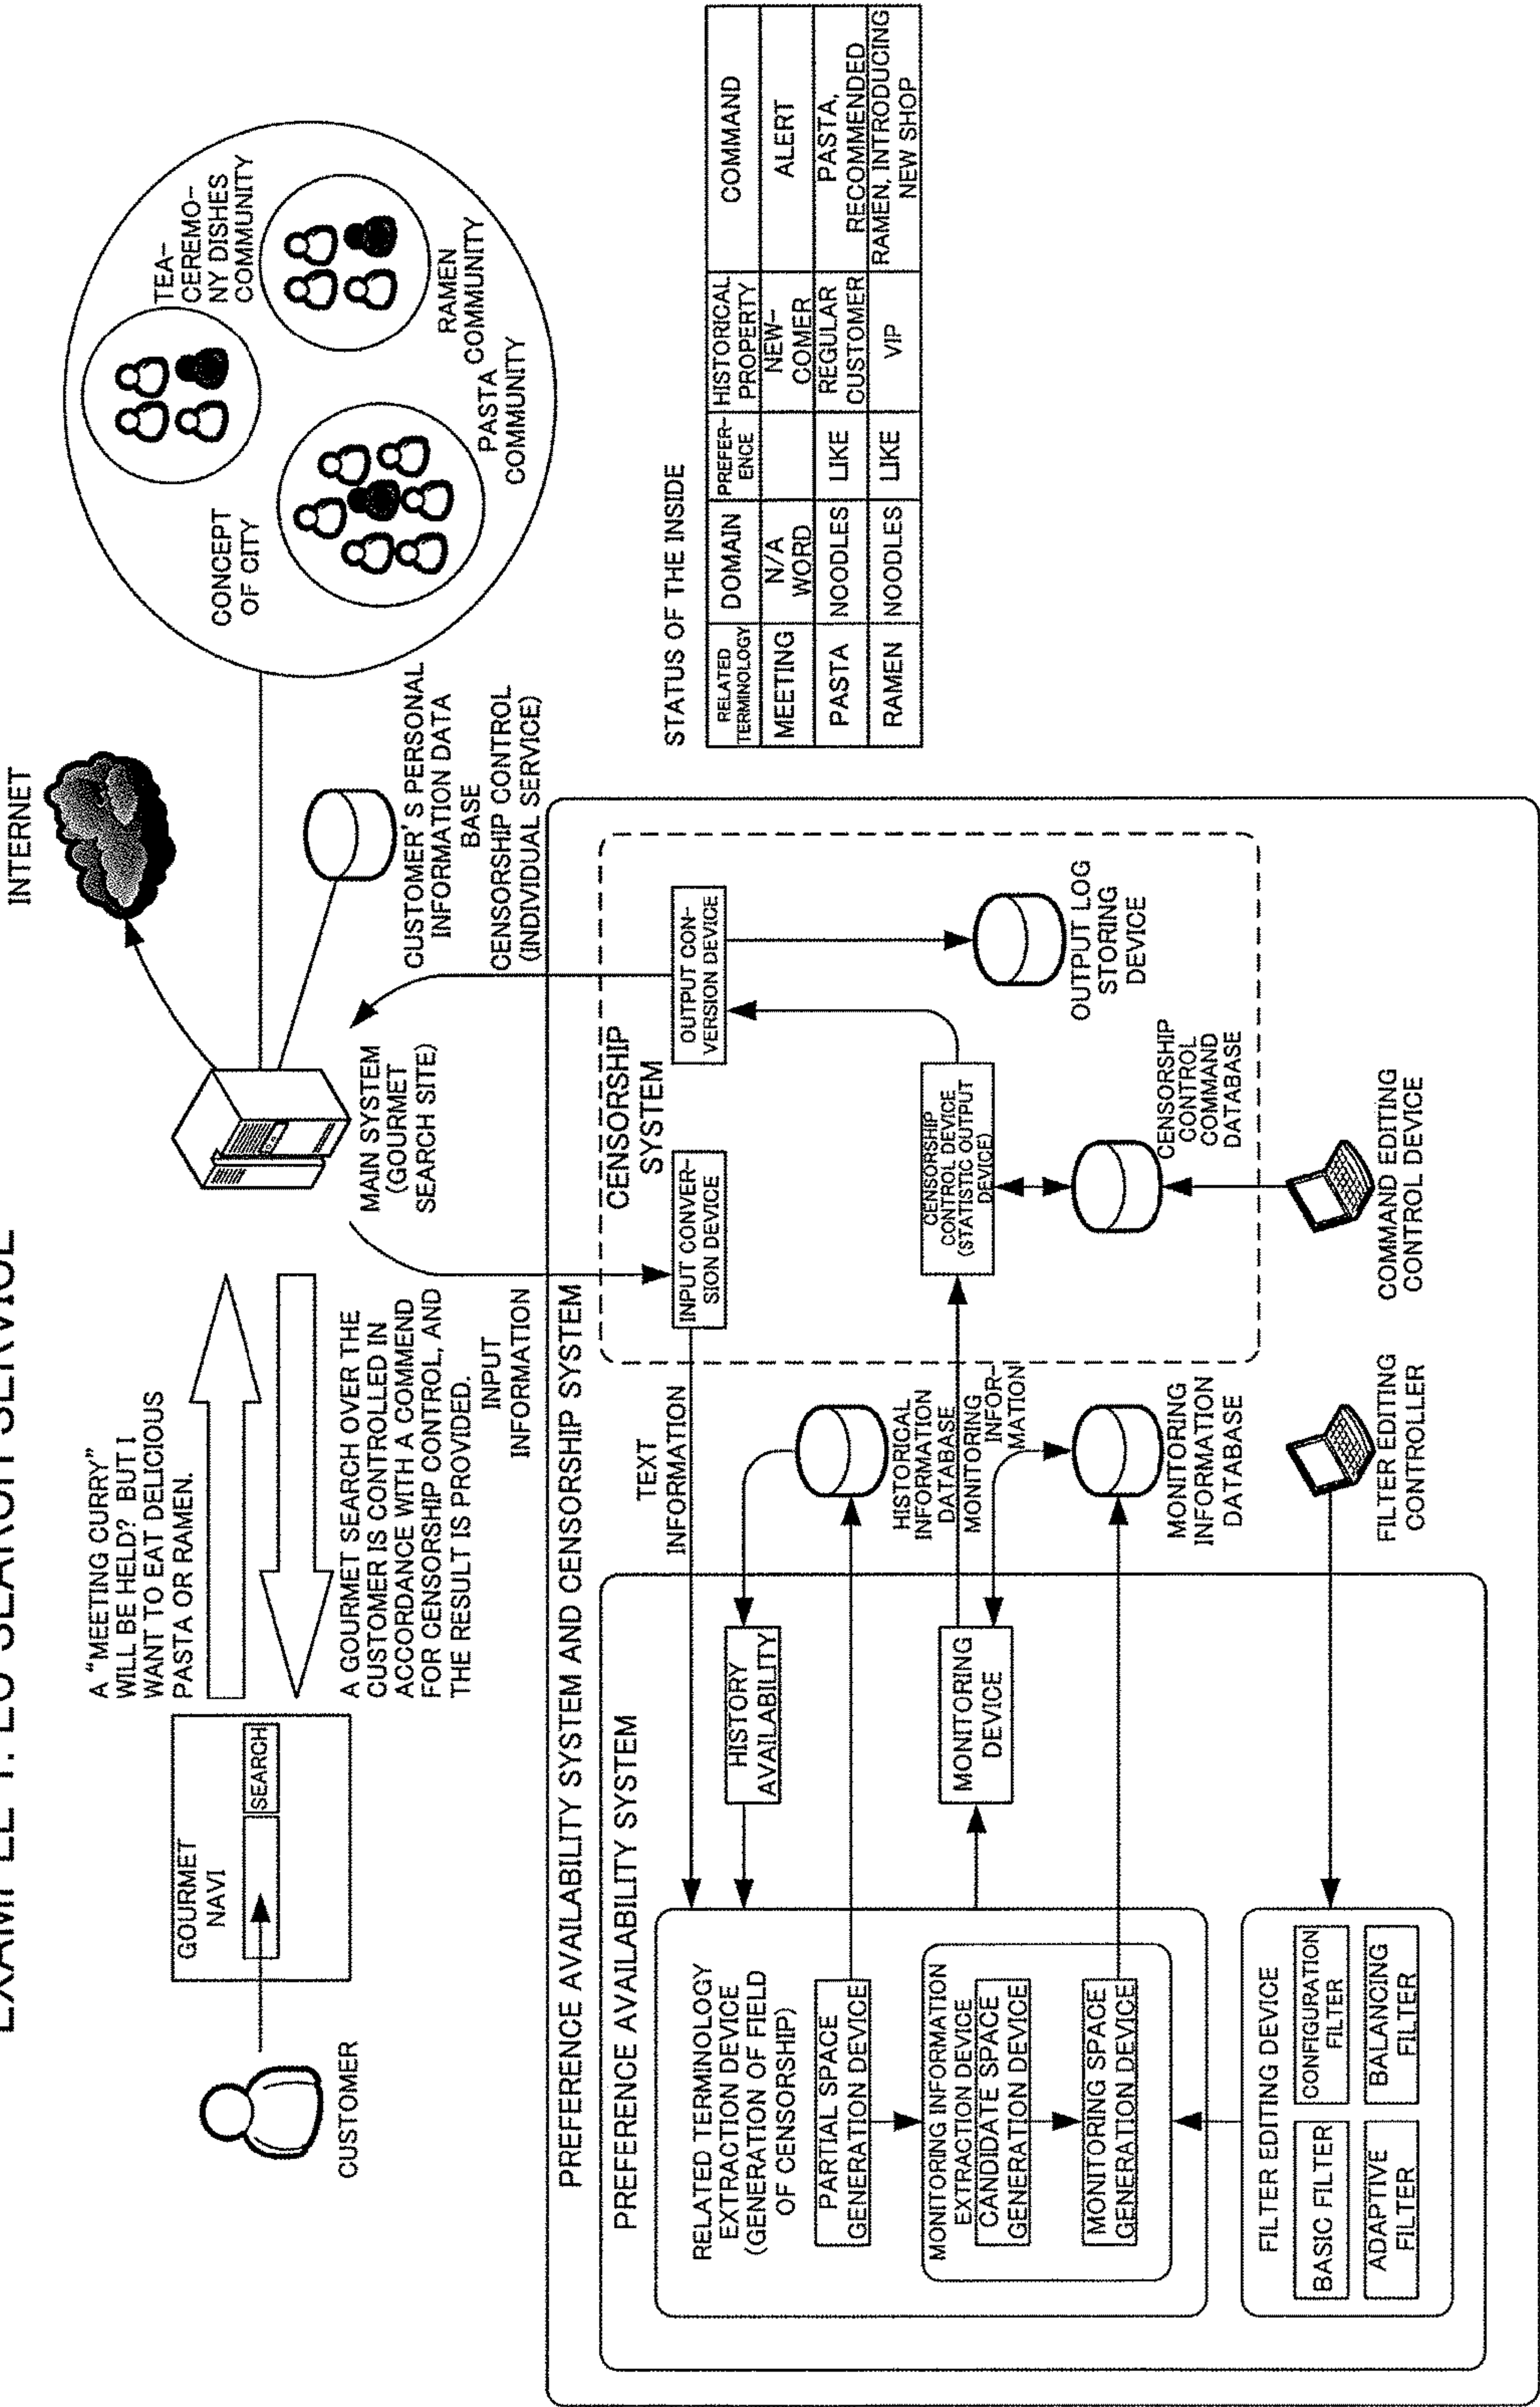 EXAMPLE 1: EC SEARCH SERVICE
INTERNET
A “MEETING CURRY”
WILL BE HELD? BUT I
WANT TO EAT DELICIOUS
PASTA OR RAMEN.
GOURMET
NAVI
SEARCH
CUSTOMER
A GOURMET SEARCH OVER THE
CUSTOMER IS CONTROLLED IN
ACCORDANCE WITH A COMMEND
FOR CENSORSHIP CONTROL, AND
THE RESULT IS PROVIDED.
INPUT
INFORMATION
MAIN SYSTEM
(GOURMET
SEARCH SITE)
CUSTOMER'S PERSONAL
INFORMATION DATA
BASE
CENSORSHIP CONTROL
(INDIVIDUAL SERVICE)
CONCEPT
OF CITY
TEA-
CEREMO-
NY DISHES
COMMUNITY
RAMEN
COMMUNITY
PASTA
COMMUNITY
PREFERENCE AVAILABILITY SYSTEM AND CENSORSHIP SYSTEM
PREFERENCE AVAILABILITY SYSTEM
RELATED TERMINOLOGY
EXTRACTION DEVICE
(GENERATION OF FIELD
OF CENSORSHIP)
PARTIAL SPACE
GENERATION DEVICE
MONITORING INFORMATION
EXTRACTION DEVICE
CANDIDATE SPACE
GENERATION DEVICE
MONITORING SPACE
GENERATION DEVICE
FILTER EDITING DEVICE
BASIC FILTER
CONFIGURATION
FILTER
ADAPTIVE
FILTER
BALANCING
FILTER
HISTORY
AVAILABILITY
MONITORING
DEVICE
TEXT
INFORMATION
HISTORICAL
INFORMATION
DATABASE
MONITORING
INFOR-
MATION
MONITORING
INFORMATION
DATABASE
FILTER EDITING
CONTROLLER
CENSORSHIP
SYSTEM
INPUT CONVER-
SION DEVICE
OUTPUT CON-
VERSION DEVICE
CENSORSHIP
CONTROL DEVICE
(STATISTIC OUTPUT
DEVICE)
OUTPUT LOG
STORING
DEVICE
CENSORSHIP
CONTROL
COMMAND
DATABASE
COMMAND EDITING
CONTROL DEVICE
STATUS OF THE INSIDE
RELATED TERMINOLOGY DOMAIN PREFER-ENCE HISTORICAL PROPERTY COMMAND
MEETING N/A WORD NEW-COMER ALERT
PASTA NOODLES LIKE REGULAR CUSTOMER PASTA, RECOMMENDED
RAMEN NOODLES LIKE VIP RAMEN, INTRODUCING NEW SHOP